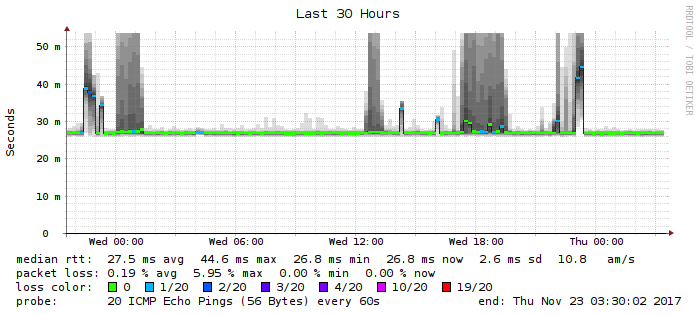 Last 30 Hours
RRDTOOL / TOBI OETIKER
Seconds
50 m
40 m
30 m
20 m
10 m
0
Wed 00:00 Wed 06:00 Wed 12:00 Wed 18:00 Thu 00:00
median rtt: 27.5 ms avg 44.6 ms max 26.8 ms min 26.8 ms now 2.6 ms sd 10.8 am/s
packet loss: 0.19 % avg 5.95 % max 0.00 % min 0.00 % now
loss color: 0 1/20 2/20 3/20 4/20 10/20 19/20
probe: 20 ICMP Echo Pings (56 Bytes) every 60s end: Thu Nov 23 03:30:02 2017